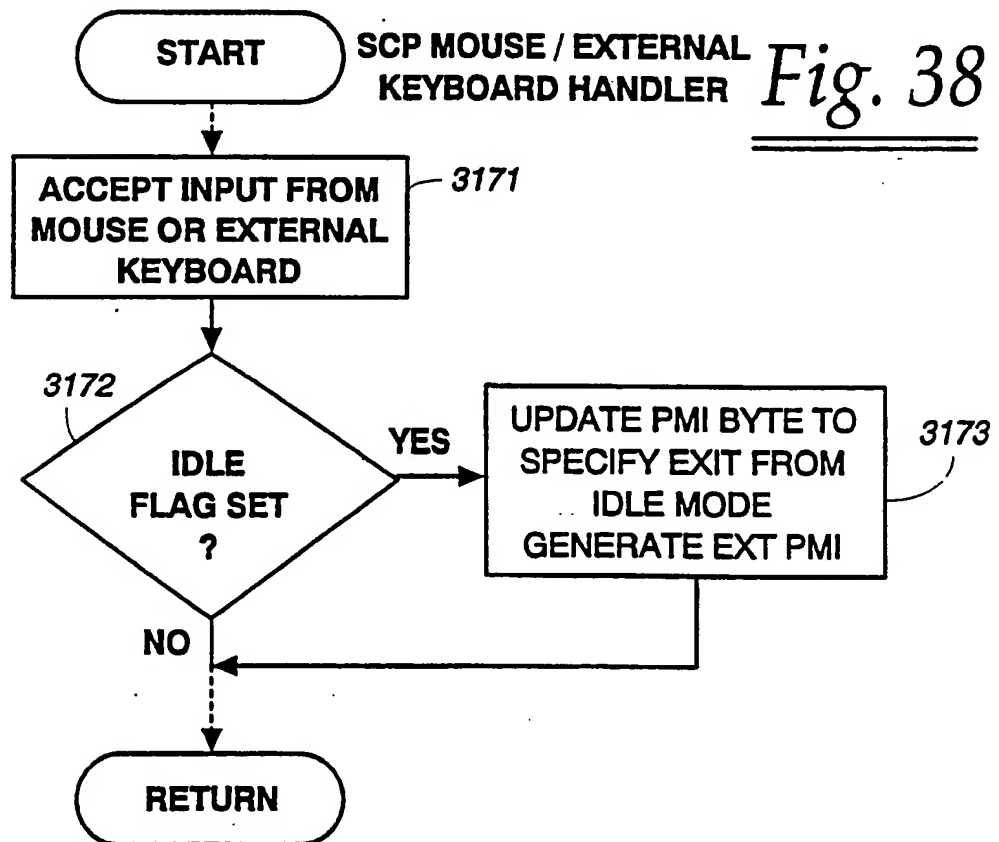 START
SCP MOUSE / EXTERNAL
KEYBOARD HANDLER
Fig. 38
ACCEPT INPUT FROM
MOUSE OR EXTERNAL
KEYBOARD
3171
3172
IDLE
FLAG SET
?
YES
UPDATE PMI BYTE TO
SPECIFY EXIT FROM
IDLE MODE
GENERATE EXT PMI
3173
NO
RETURN